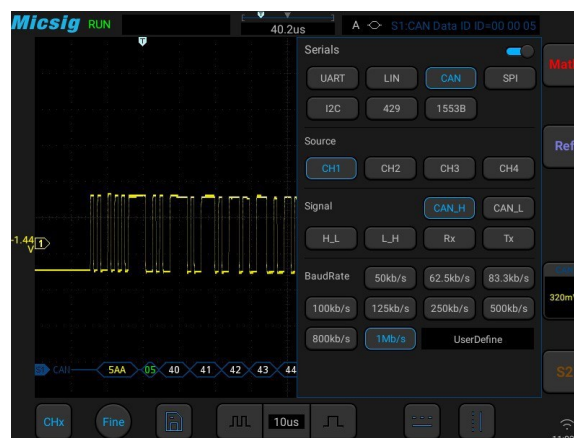 Micsig RUN 40.2us A S1:CAN Data ID ID=00 00 05
Serials
UART LIN CAN SPI
I2C 429 1553B
Source
CH1 CH2 CH3 CH4
Signal CAN_H CAN_L
H_L L_H Rx Tx
BaudRate 50kb/s 62.5kb/s 83.3kb/s
100kb/s 125kb/s 250kb/s 500kb/s
800kb/s 1Mb/s UserDefine
Math
Ref
-1.44
V 1
320m
S1 CAN 5AA 05 40 41 42 43 44
S2
CHx Fine 10us